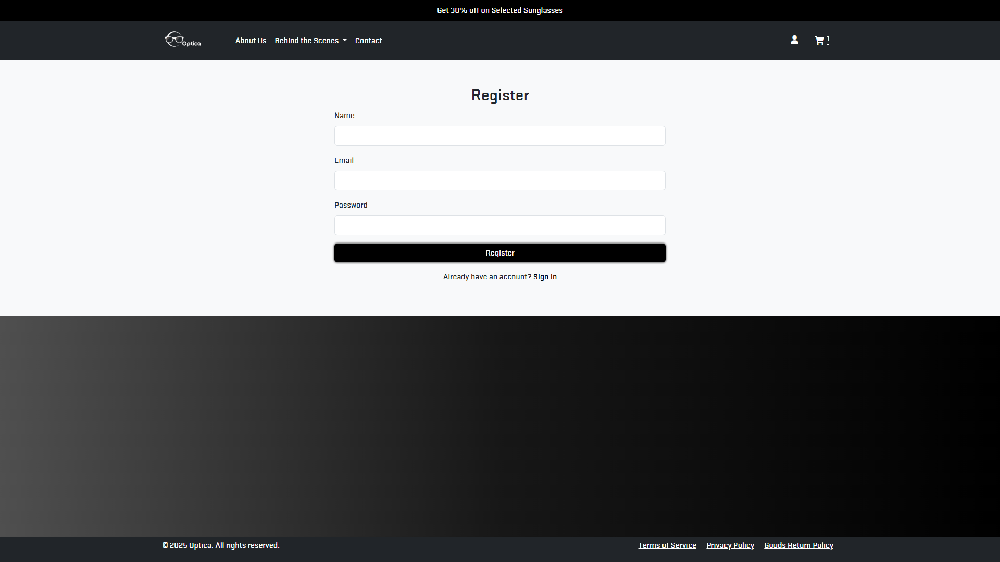 Get 30% off on Selected Sunglasses
Optica
About Us
Behind the Scenes
Contact
1
Register
Name
Email
Password
Register
Already have an account? Sign In
© 2025 Optica. All rights reserved.
Terms of Service
Privacy Policy
Goods Return Policy